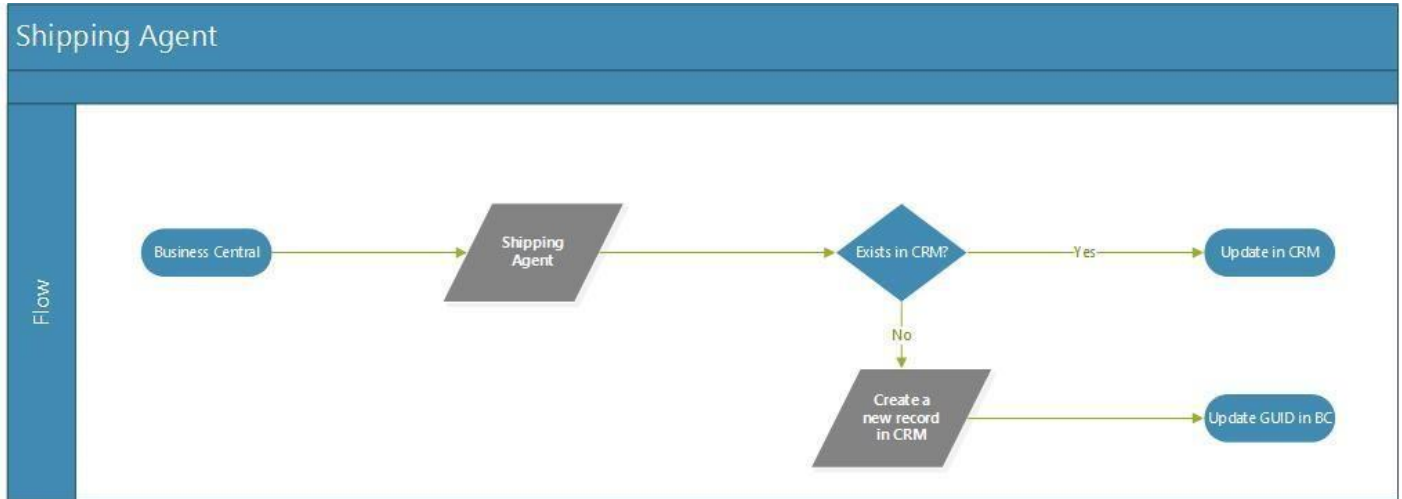 Shipping Agent
Flow
Business Central
Shipping
Agent
Exists in CRM?
Yes
Update in CRM
No
Create a
new record
in CRM
Update GUID in BC